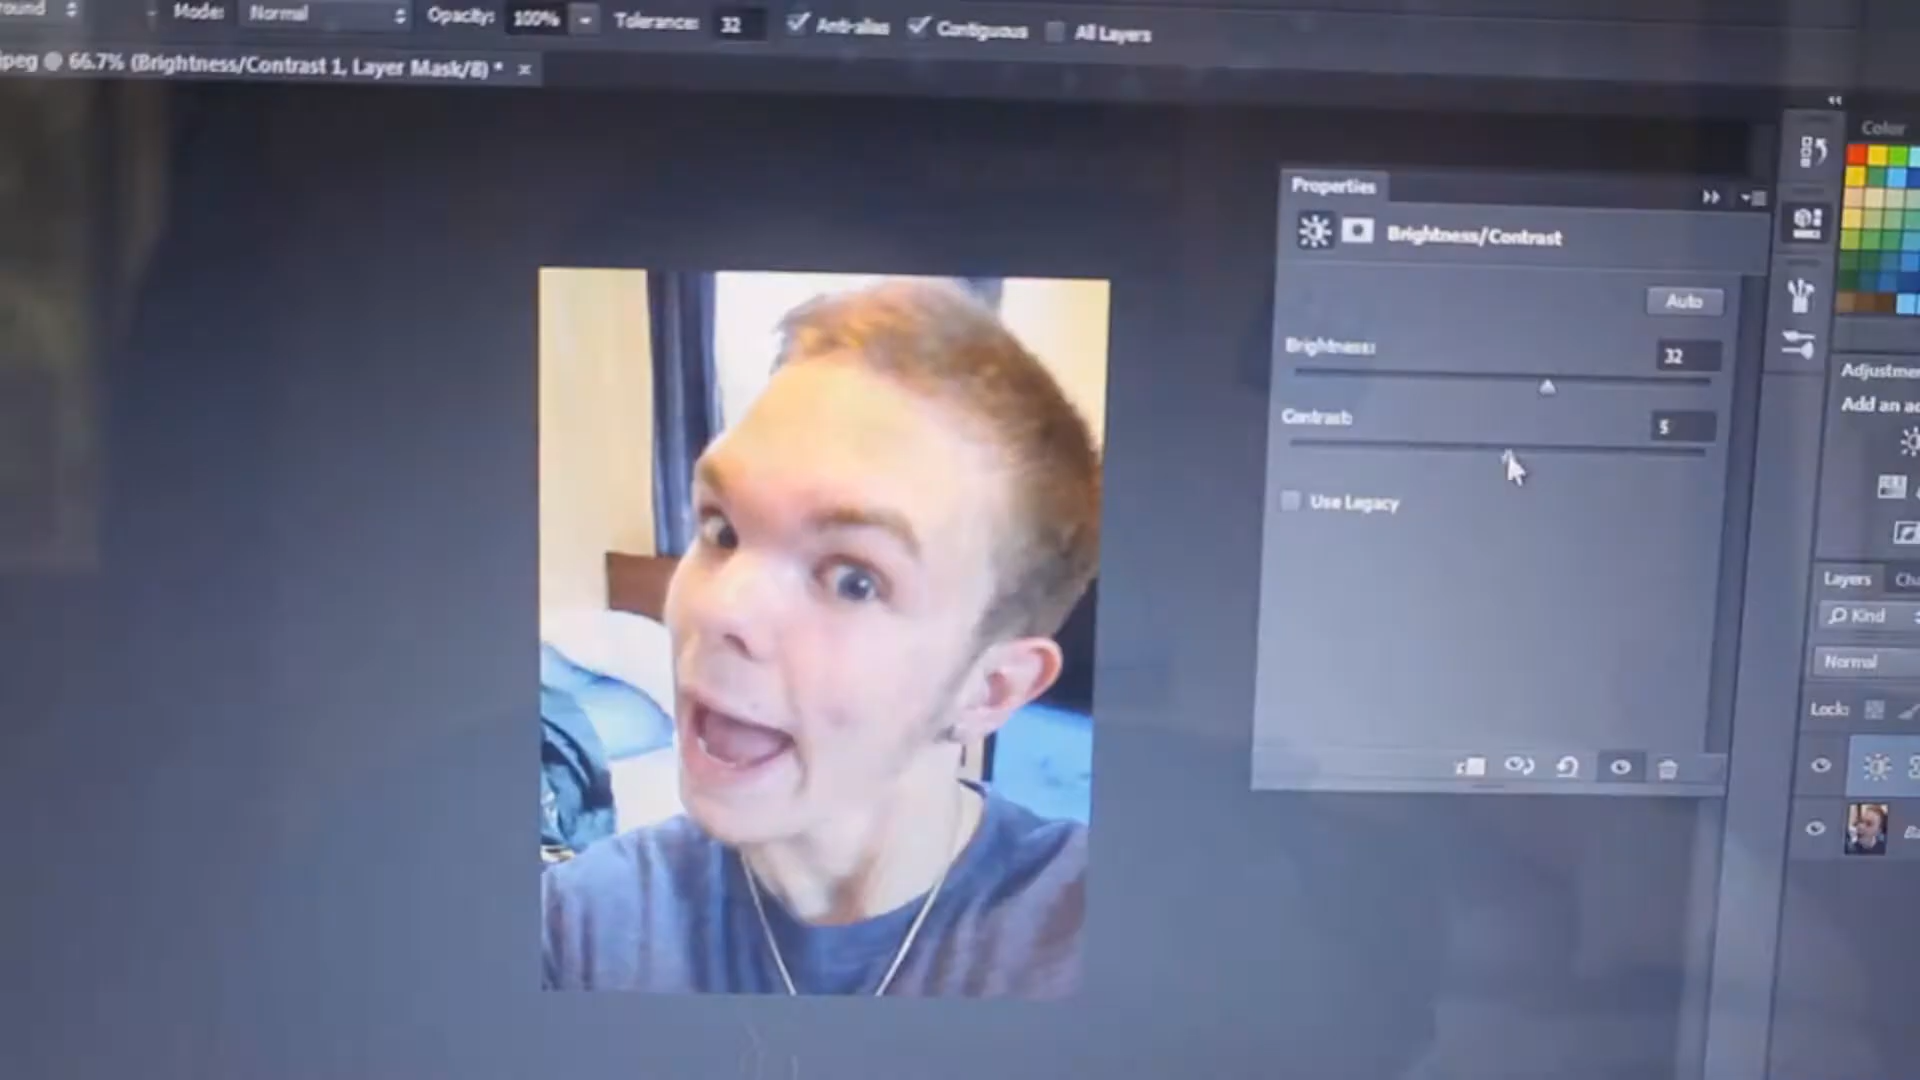 round Mode: Normal Opacity: 100% Tolerance: 32 Anti-alias Contiguous All Layers
jpeg @ 66.7% (Brightness/Contrast 1, Layer Mask/8) * x
Color
Properties
Brightness/Contrast
Auto
Brightness: 32
Contrast: 5
Use Legacy
Adjustme
Add an a
Layers Cha
Kind
Normal
Lock: